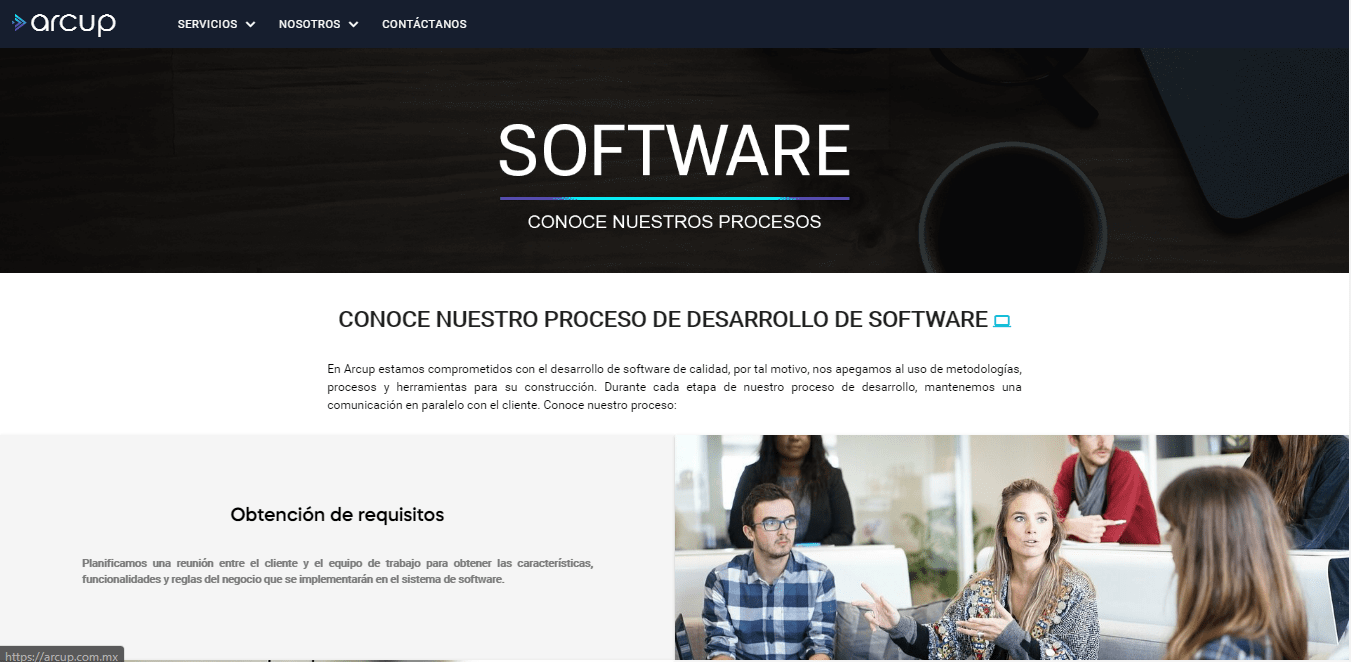 arcup
SERVICIOS NOSOTROS CONTÁCTANOS
SOFTWARE
CONOCE NUESTROS PROCESOS
CONOCE NUESTRO PROCESO DE DESARROLLO DE SOFTWARE
En Arcup estamos comprometidos con el desarrollo de software de calidad, por tal motivo, nos apegamos al uso de metodologías,
procesos y herramientas para su construcción. Durante cada etapa de nuestro proceso de desarrollo, mantenemos una
comunicación en paralelo con el cliente. Conoce nuestro proceso:
Obtención de requisitos
Planificamos una reunión entre el cliente y el equipo de trabajo para obtener las características,
funcionalidades y reglas del negocio que se implementarán en el sistema de software.
https://arcup.com.mx